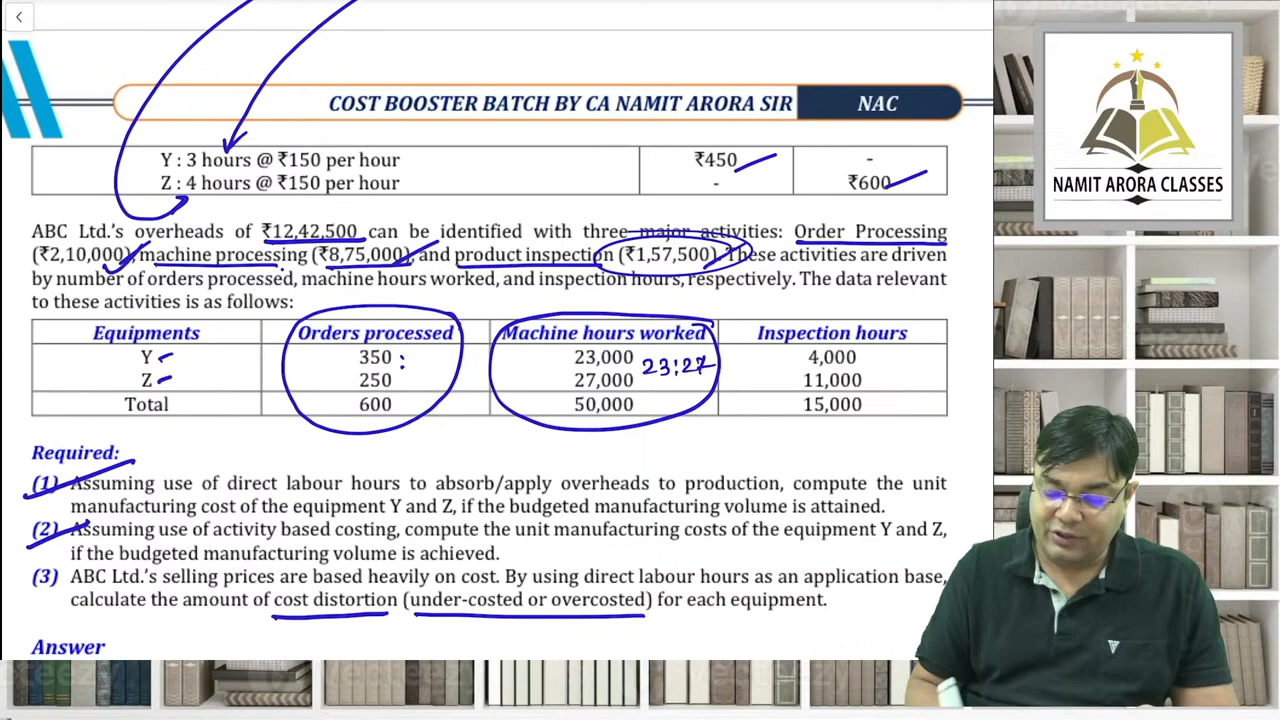 COST BOOSTER BATCH BY CA NAMIT ARORA SIR NAC
Y : 3 hours @ ₹150 per hour ₹450 -
Z : 4 hours @ ₹150 per hour - ₹600
ABC Ltd.'s overheads of ₹12,42,500 can be identified with three major activities: Order Processing
(₹2,10,000), machine processing (₹8,75,000), and product inspection (₹1,57,500). These activities are driven
by number of orders processed, machine hours worked, and inspection hours, respectively. The data relevant
to these activities is as follows:
Equipments Orders processed Machine hours worked Inspection hours
Y 350 23,000 4,000
23:27
Z 250 27,000 11,000
Total 600 50,000 15,000
Required:
(1) Assuming use of direct labour hours to absorb/apply overheads to production, compute the unit
manufacturing cost of the equipment Y and Z, if the budgeted manufacturing volume is attained.
(2) Assuming use of activity based costing, compute the unit manufacturing costs of the equipment Y and Z,
if the budgeted manufacturing volume is achieved.
(3) ABC Ltd.'s selling prices are based heavily on cost. By using direct labour hours as an application base,
calculate the amount of cost distortion (under-costed or overcosted) for each equipment.
Answer
NAMIT ARORA CLASSES